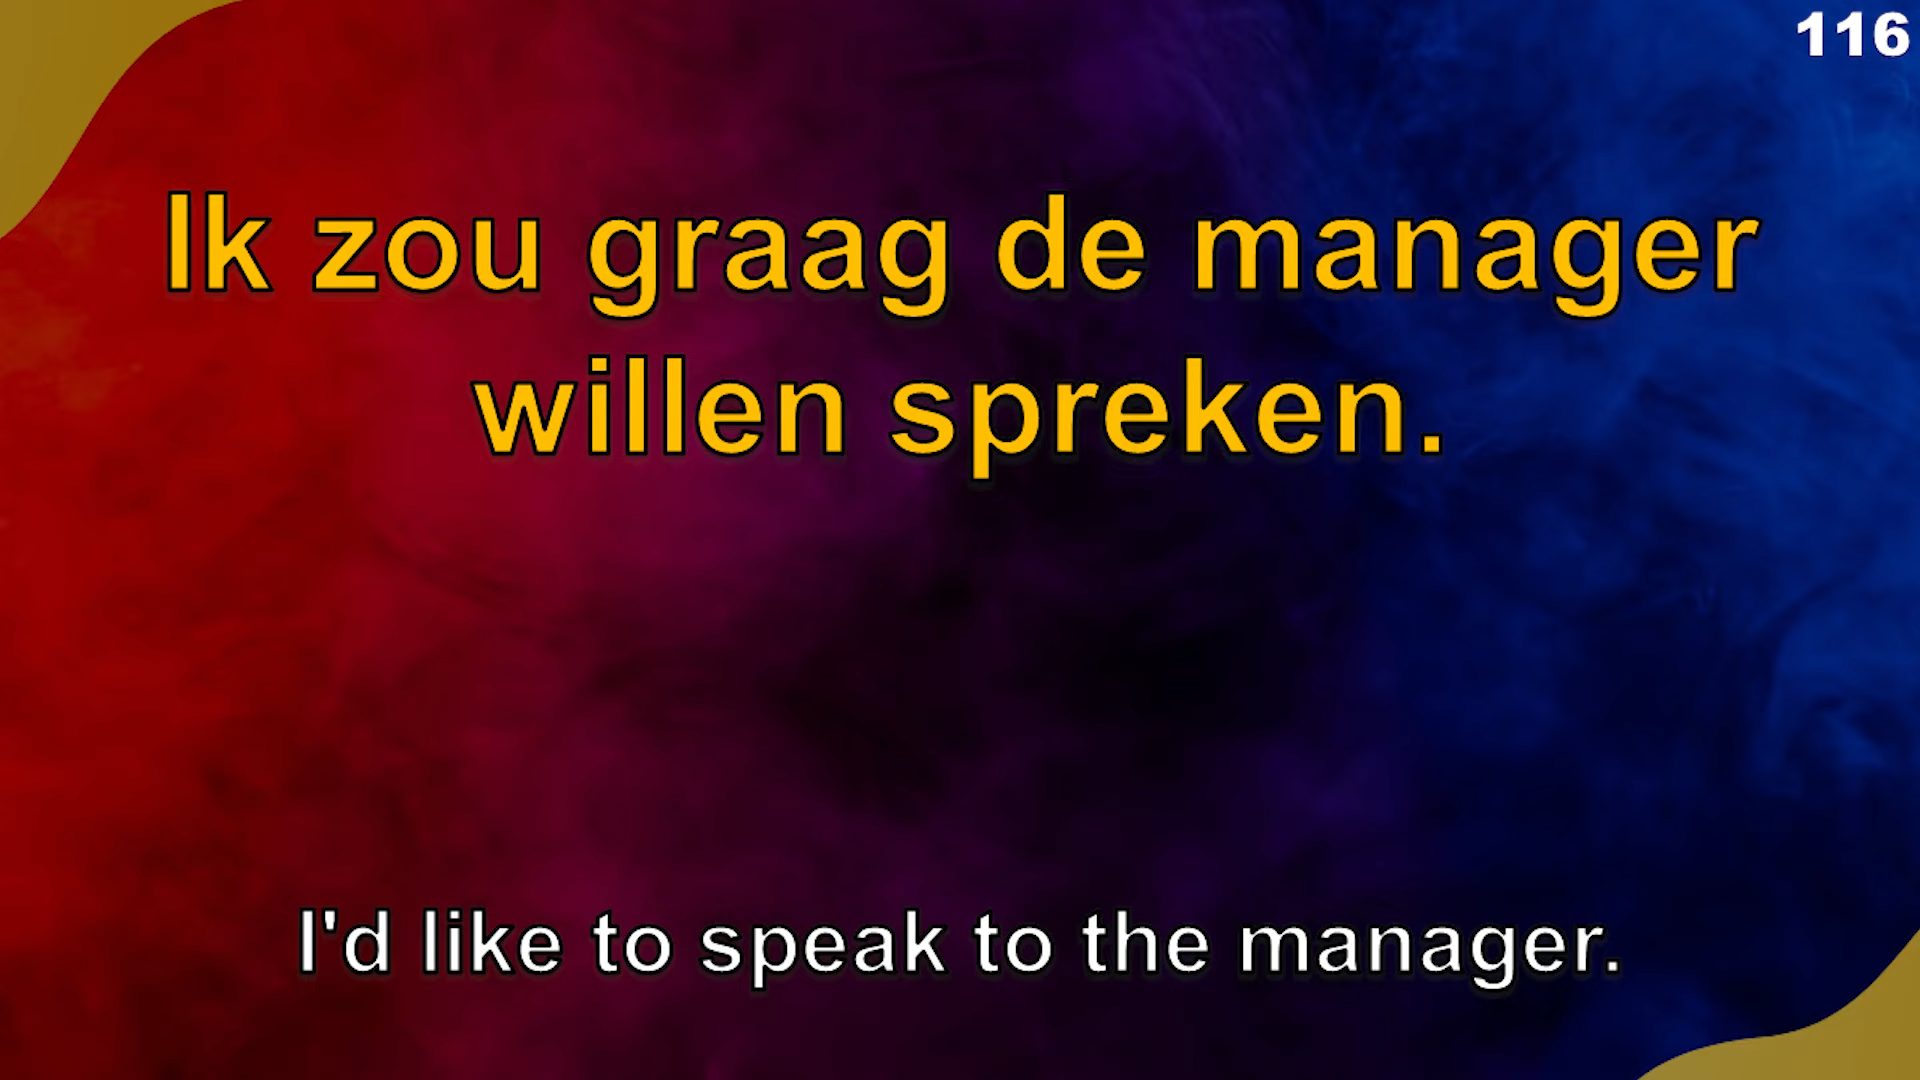 116
Ik zou graag de manager
willen spreken.
I'd like to speak to the manager.